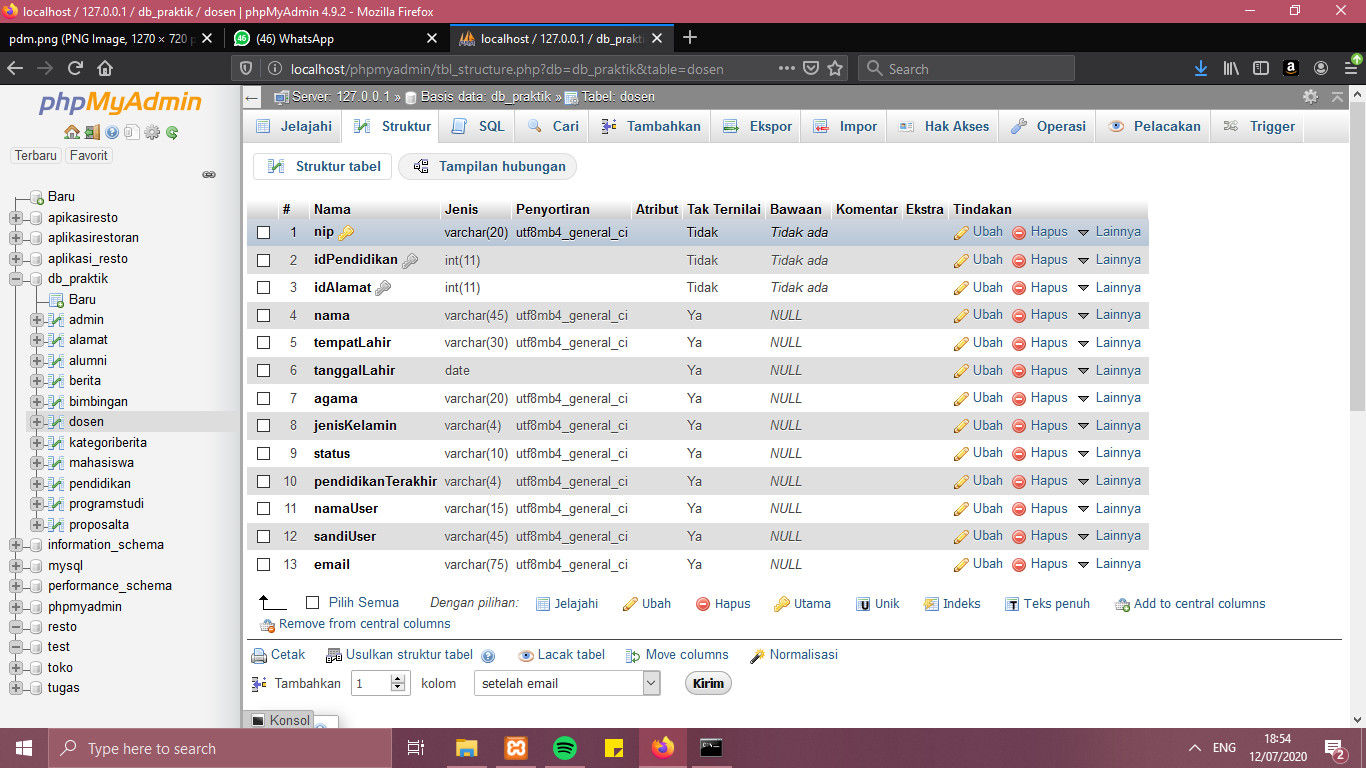 localhost / 127.0.0.1 / db_praktik / dosen | phpMyAdmin 4.9.2 - Mozilla Firefox
pdm.png (PNG Image, 1270 × 720 p
46 (46) WhatsApp
localhost / 127.0.0.1 / db_prakt
localhost/phpmyadmin/tbl_structure.php?db=db_praktik&table=dosen
Search
phpMyAdmin
Terbaru Favorit
Baru
apikasiresto
aplikasirestoran
aplikasi_resto
db_praktik
Baru
admin
alamat
alumni
berita
bimbingan
dosen
kategoriberita
mahasiswa
pendidikan
programstudi
proposalta
information_schema
mysql
performance_schema
phpmyadmin
resto
test
toko
tugas
Server: 127.0.0.1 » Basis data: db_praktik » Tabel: dosen
Jelajahi Struktur SQL Cari Tambahkan Ekspor Impor Hak Akses Operasi Pelacakan Trigger
Struktur tabel Tampilan hubungan
# Nama Jenis Penyortiran Atribut Tak Ternilai Bawaan Komentar Ekstra Tindakan
1 nip varchar(20) utf8mb4_general_ci Tidak Tidak ada Ubah Hapus Lainnya
2 idPendidikan int(11) Tidak Tidak ada Ubah Hapus Lainnya
3 idAlamat int(11) Tidak Tidak ada Ubah Hapus Lainnya
4 nama varchar(45) utf8mb4_general_ci Ya NULL Ubah Hapus Lainnya
5 tempatLahir varchar(30) utf8mb4_general_ci Ya NULL Ubah Hapus Lainnya
6 tanggalLahir date Ya NULL Ubah Hapus Lainnya
7 agama varchar(20) utf8mb4_general_ci Ya NULL Ubah Hapus Lainnya
8 jenisKelamin varchar(4) utf8mb4_general_ci Ya NULL Ubah Hapus Lainnya
9 status varchar(10) utf8mb4_general_ci Ya NULL Ubah Hapus Lainnya
10 pendidikanTerakhir varchar(4) utf8mb4_general_ci Ya NULL Ubah Hapus Lainnya
11 namaUser varchar(15) utf8mb4_general_ci Ya NULL Ubah Hapus Lainnya
12 sandiUser varchar(45) utf8mb4_general_ci Ya NULL Ubah Hapus Lainnya
13 email varchar(75) utf8mb4_general_ci Ya NULL Ubah Hapus Lainnya
Pilih Semua Dengan pilihan: Jelajahi Ubah Hapus Utama Unik Indeks Teks penuh Add to central columns
Remove from central columns
Cetak Usulkan struktur tabel Lacak tabel Move columns Normalisasi
Tambahkan 1 kolom setelah email Kirim
Konsol
Type here to search
ENG
18:54
12/07/2020
2